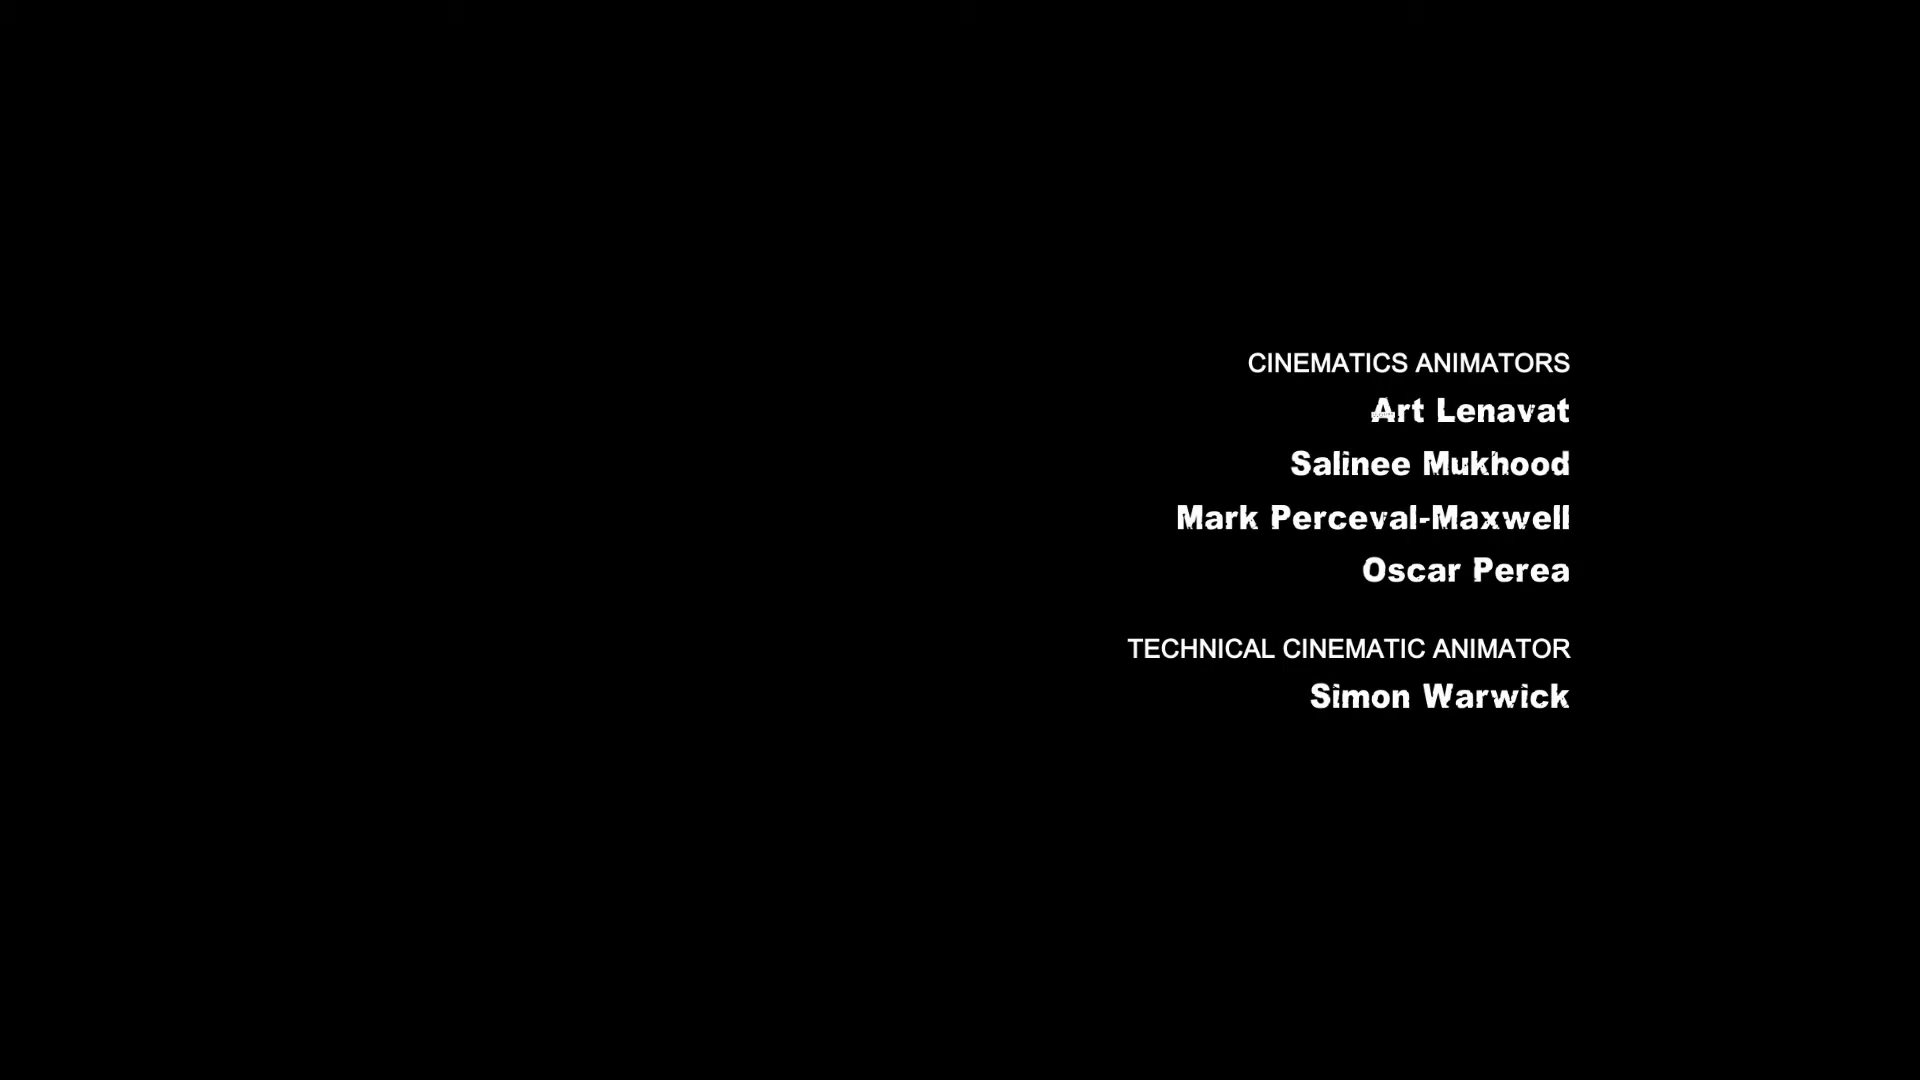 CINEMATICS ANIMATORS
Art Lenavat
Salinee Mukhood
Mark Perceval-Maxwell
Oscar Perea
TECHNICAL CINEMATIC ANIMATOR
Simon Warwick